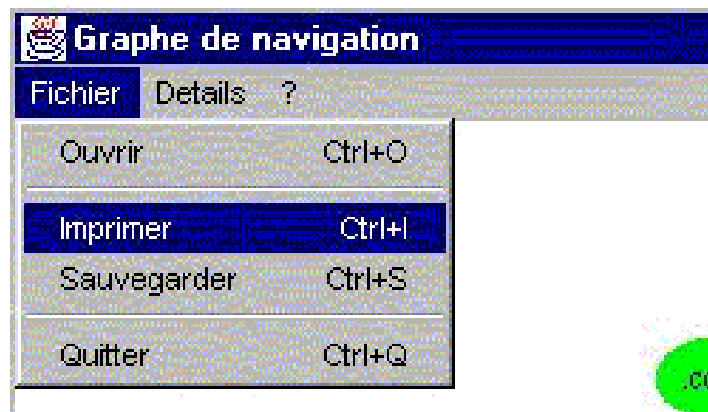 Graphe de navigation
Fichier Details ?
Ouvrir Ctrl+O
Imprimer Ctrl+I
Sauvegarder Ctrl+S
Quitter Ctrl+Q